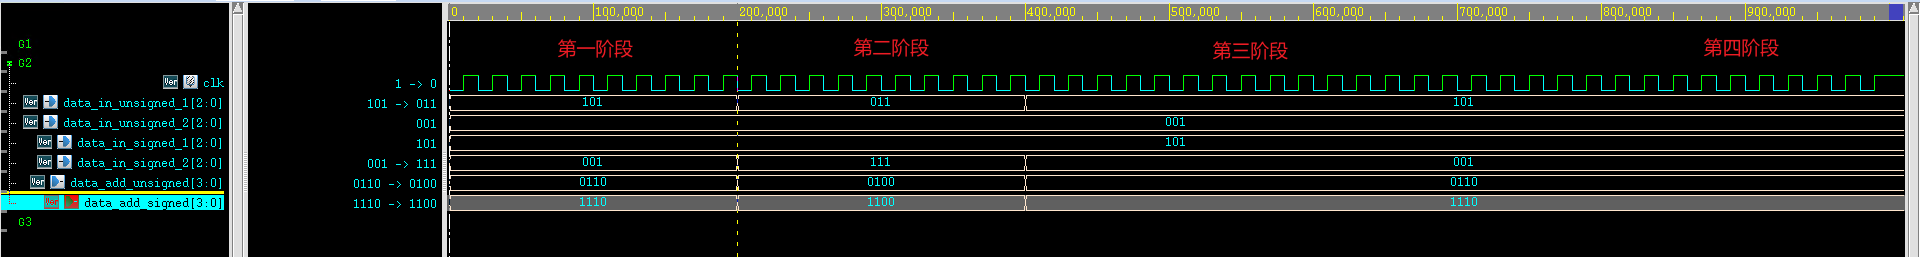 0 100,000 200,000 300,000 400,000 500,000 600,000 700,000 800,000 900,000
G1 第一阶段 第二阶段 第三阶段 第四阶段
G2
clk 1 -> 0
data_in_unsigned_1[2:0] 101 -> 011 101 011 101
data_in_unsigned_2[2:0] 001 001
data_in_signed_1[2:0] 101 101
data_in_signed_2[2:0] 001 -> 111 001 111 001
data_add_unsigned[3:0] 0110 -> 0100 0110 0100 0110
data_add_signed[3:0] 1110 -> 1100 1110 1100 1110
G3